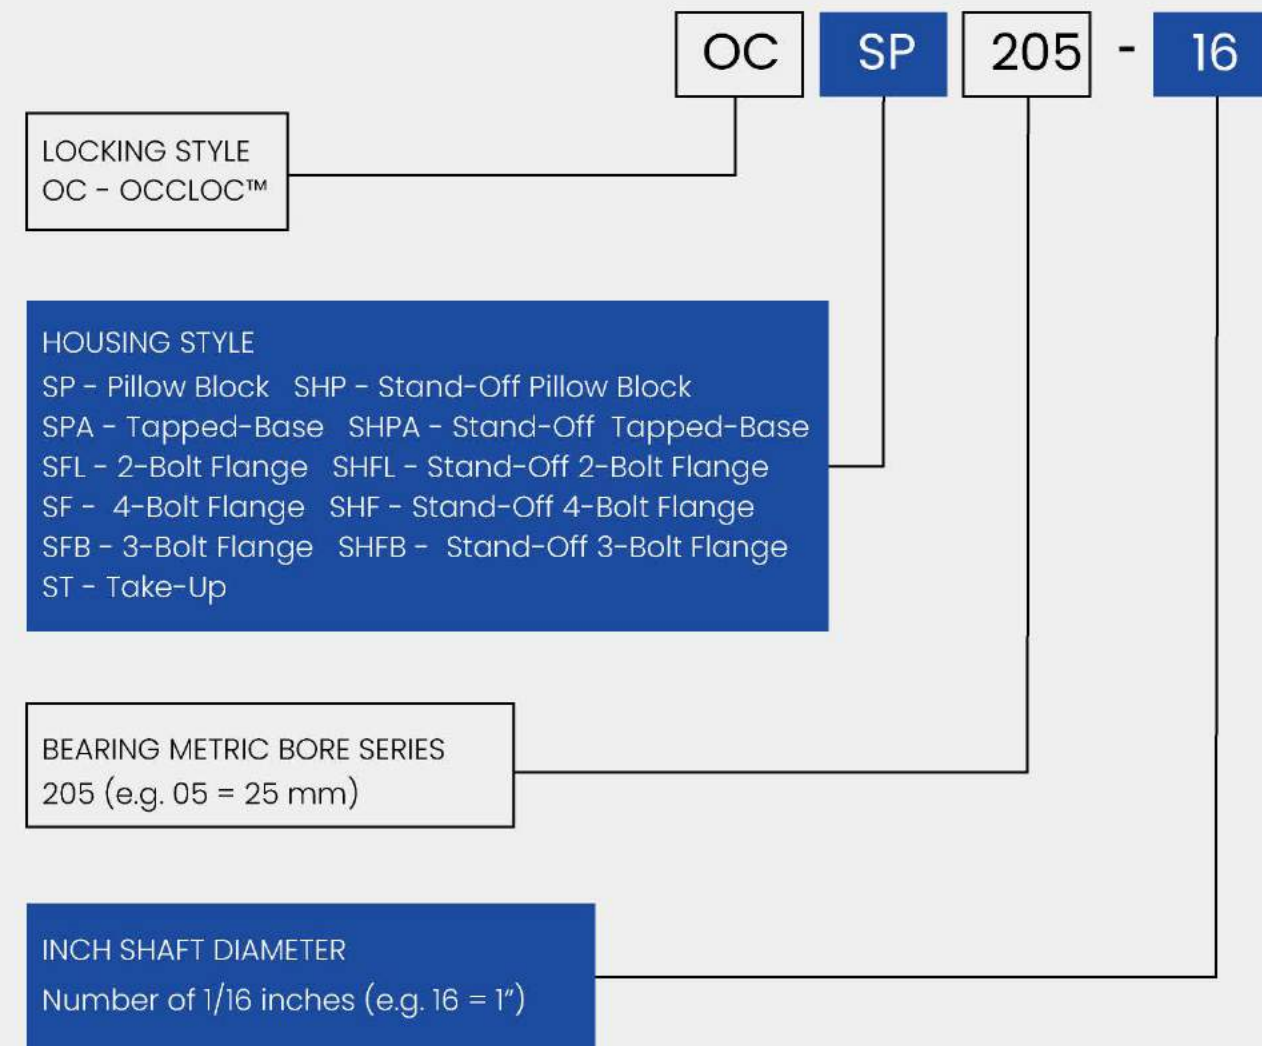 OC SP 205 - 16
LOCKING STYLE
OC - OCCLOC™
HOUSING STYLE
SP - Pillow Block SHP - Stand-Off Pillow Block
SPA - Tapped-Base SHPA - Stand-Off Tapped-Base
SFL - 2-Bolt Flange SHFL - Stand-Off 2-Bolt Flange
SF - 4-Bolt Flange SHF - Stand-Off 4-Bolt Flange
SFB - 3-Bolt Flange SHFB - Stand-Off 3-Bolt Flange
ST - Take-Up
BEARING METRIC BORE SERIES
205 (e.g. 05 = 25 mm)
INCH SHAFT DIAMETER
Number of 1/16 inches (e.g. 16 = 1″)